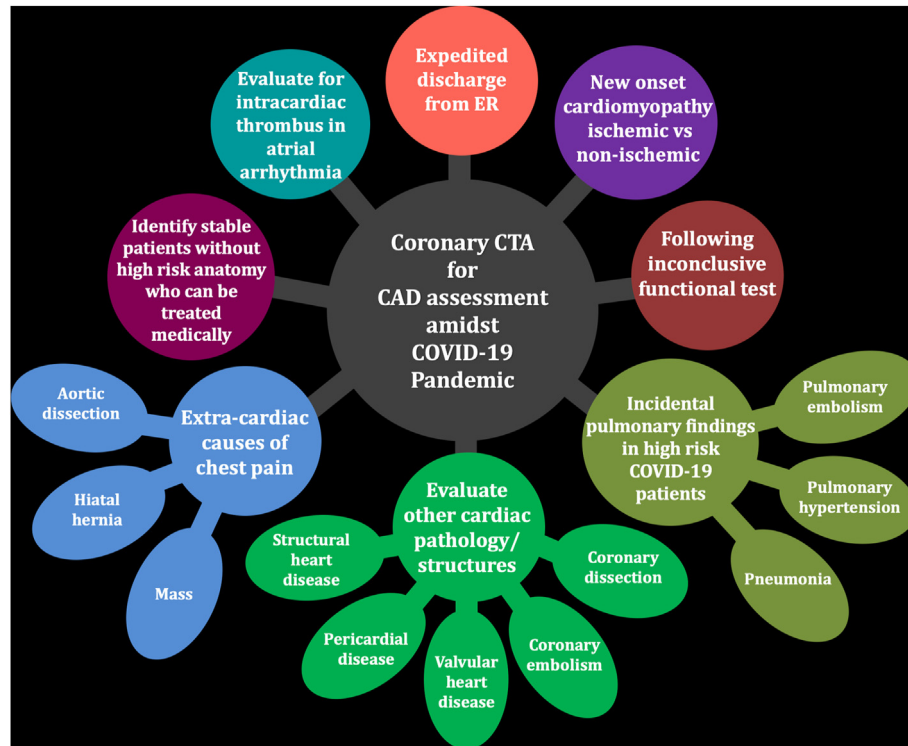 Expedited
discharge
from ER
Evaluate for
intracardiac
thrombus in
atrial
arrhythmia
New onset
cardiomyopathy
ischemic vs
non-ischemic
Identify stable
patients without
high risk anatomy
who can be
treated
medically
Coronary CTA
for
CAD assessment
amidst
COVID-19
Pandemic
Following
inconclusive
functional test
Extra-cardiac
causes of
chest pain
Aortic
dissection
Hiatal
hernia
Mass
Evaluate
other cardiac
pathology/
structures
Structural
heart
disease
Pericardial
disease
Valvular
heart
disease
Coronary
embolism
Coronary
dissection
Incidental
pulmonary findings
in high risk
COVID-19
patients
Pulmonary
embolism
Pulmonary
hypertension
Pneumonia